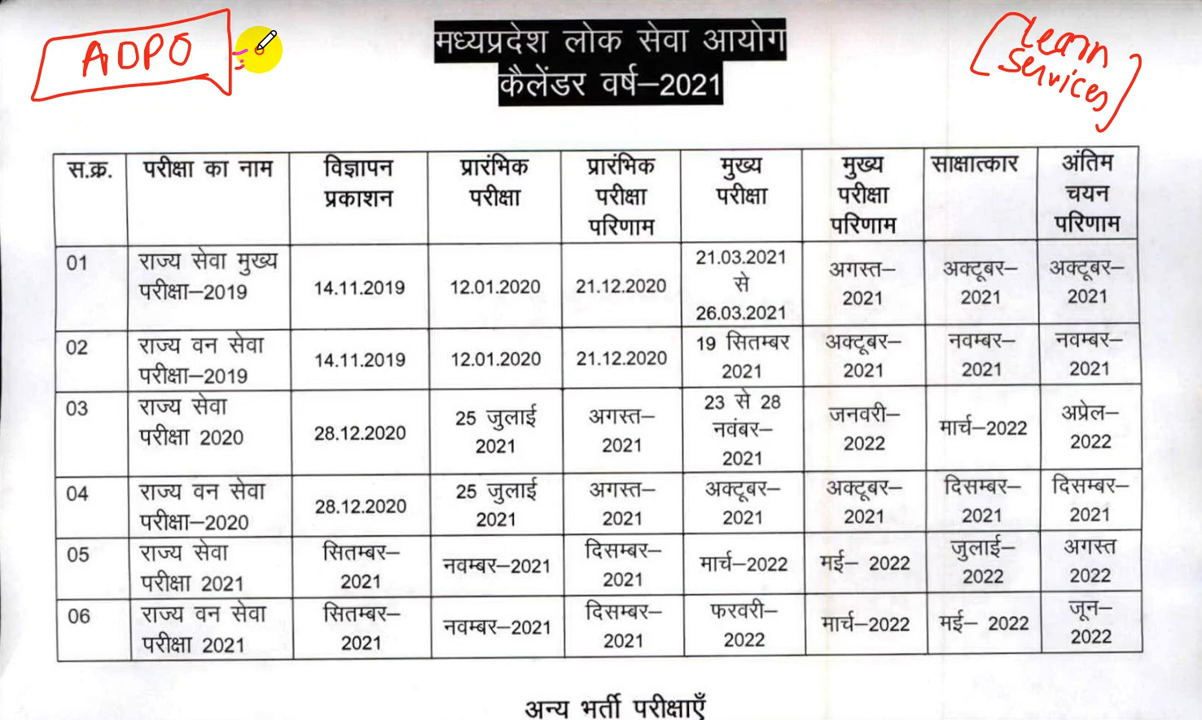 ADPO
मध्यप्रदेश लोक सेवा आयोग
कैलेंडर वर्ष–2021
Learn
Services
स.क्र. परीक्षा का नाम विज्ञापन प्रकाशन प्रारंभिक परीक्षा प्रारंभिक परीक्षा परिणाम मुख्य परीक्षा मुख्य परीक्षा परिणाम साक्षात्कार अंतिम चयन परिणाम
01 राज्य सेवा मुख्य परीक्षा–2019 14.11.2019 12.01.2020 21.12.2020 21.03.2021 से 26.03.2021 अगस्त–2021 अक्टूबर–2021 अक्टूबर–2021
02 राज्य वन सेवा परीक्षा–2019 14.11.2019 12.01.2020 21.12.2020 19 सितम्बर 2021 अक्टूबर–2021 नवम्बर–2021 नवम्बर–2021
03 राज्य सेवा परीक्षा 2020 28.12.2020 25 जुलाई 2021 अगस्त–2021 23 से 28 नवंबर–2021 जनवरी–2022 मार्च–2022 अप्रेल–2022
04 राज्य वन सेवा परीक्षा–2020 28.12.2020 25 जुलाई 2021 अगस्त–2021 अक्टूबर–2021 अक्टूबर–2021 दिसम्बर–2021 दिसम्बर–2021
05 राज्य सेवा परीक्षा 2021 सितम्बर–2021 नवम्बर–2021 दिसम्बर–2021 मार्च–2022 मई– 2022 जुलाई–2022 अगस्त 2022
06 राज्य वन सेवा परीक्षा 2021 सितम्बर–2021 नवम्बर–2021 दिसम्बर–2021 फरवरी–2022 मार्च–2022 मई– 2022 जून–2022
अन्य भर्ती परीक्षाएँ